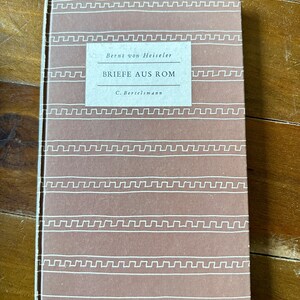 Bernt von Heiseler
BRIEFE AUS ROM
C. Bertelsmann